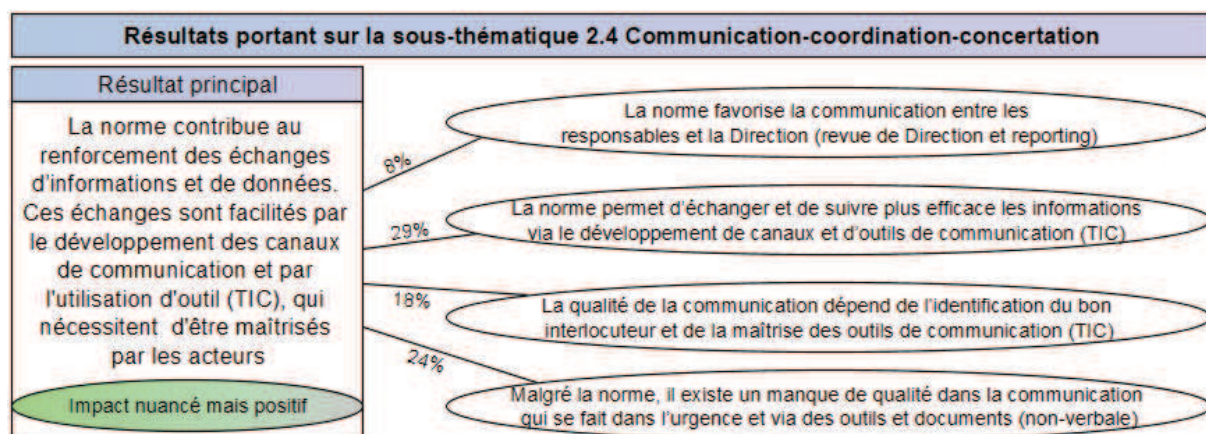 Résultats portant sur la sous-thématique 2.4 Communication-coordination-concertation
Résultat principal
La norme contribue au
renforcement des échanges
d'informations et de données.
Ces échanges sont facilités par
le développement des canaux
de communication et par
l'utilisation d'outil (TIC), qui
nécessitent d'être maîtrisés
par les acteurs
Impact nuancé mais positif
8%
La norme favorise la communication entre les
responsables et la Direction (revue de Direction et reporting)
29%
La norme permet d'échanger et de suivre plus efficace les informations
via le développement de canaux et d'outils de communication (TIC)
18%
La qualité de la communication dépend de l'identification du bon
interlocuteur et de la maîtrise des outils de communication (TIC)
24%
Malgré la norme, il existe un manque de qualité dans la communication
qui se fait dans l'urgence et via des outils et documents (non-verbale)